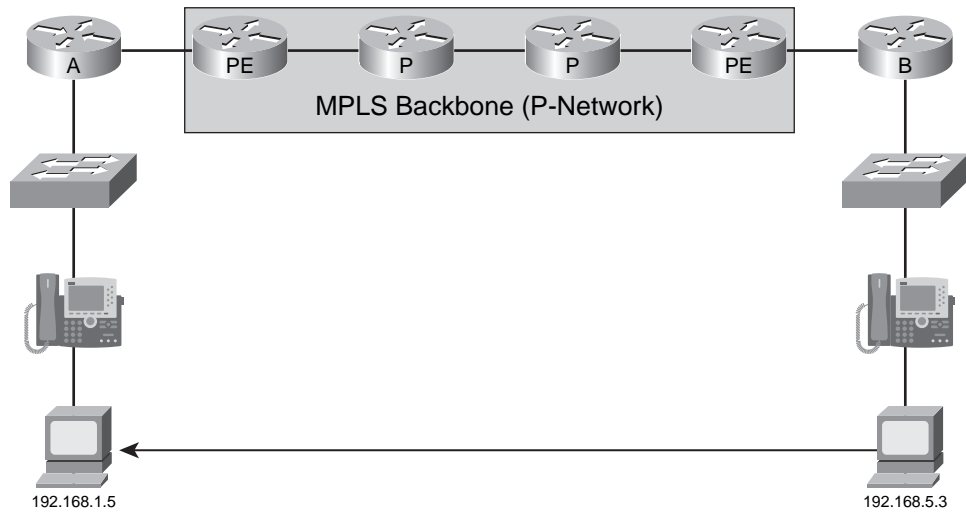 A
PE
P
P
PE
B
MPLS Backbone (P-Network)
192.168.1.5
192.168.5.3